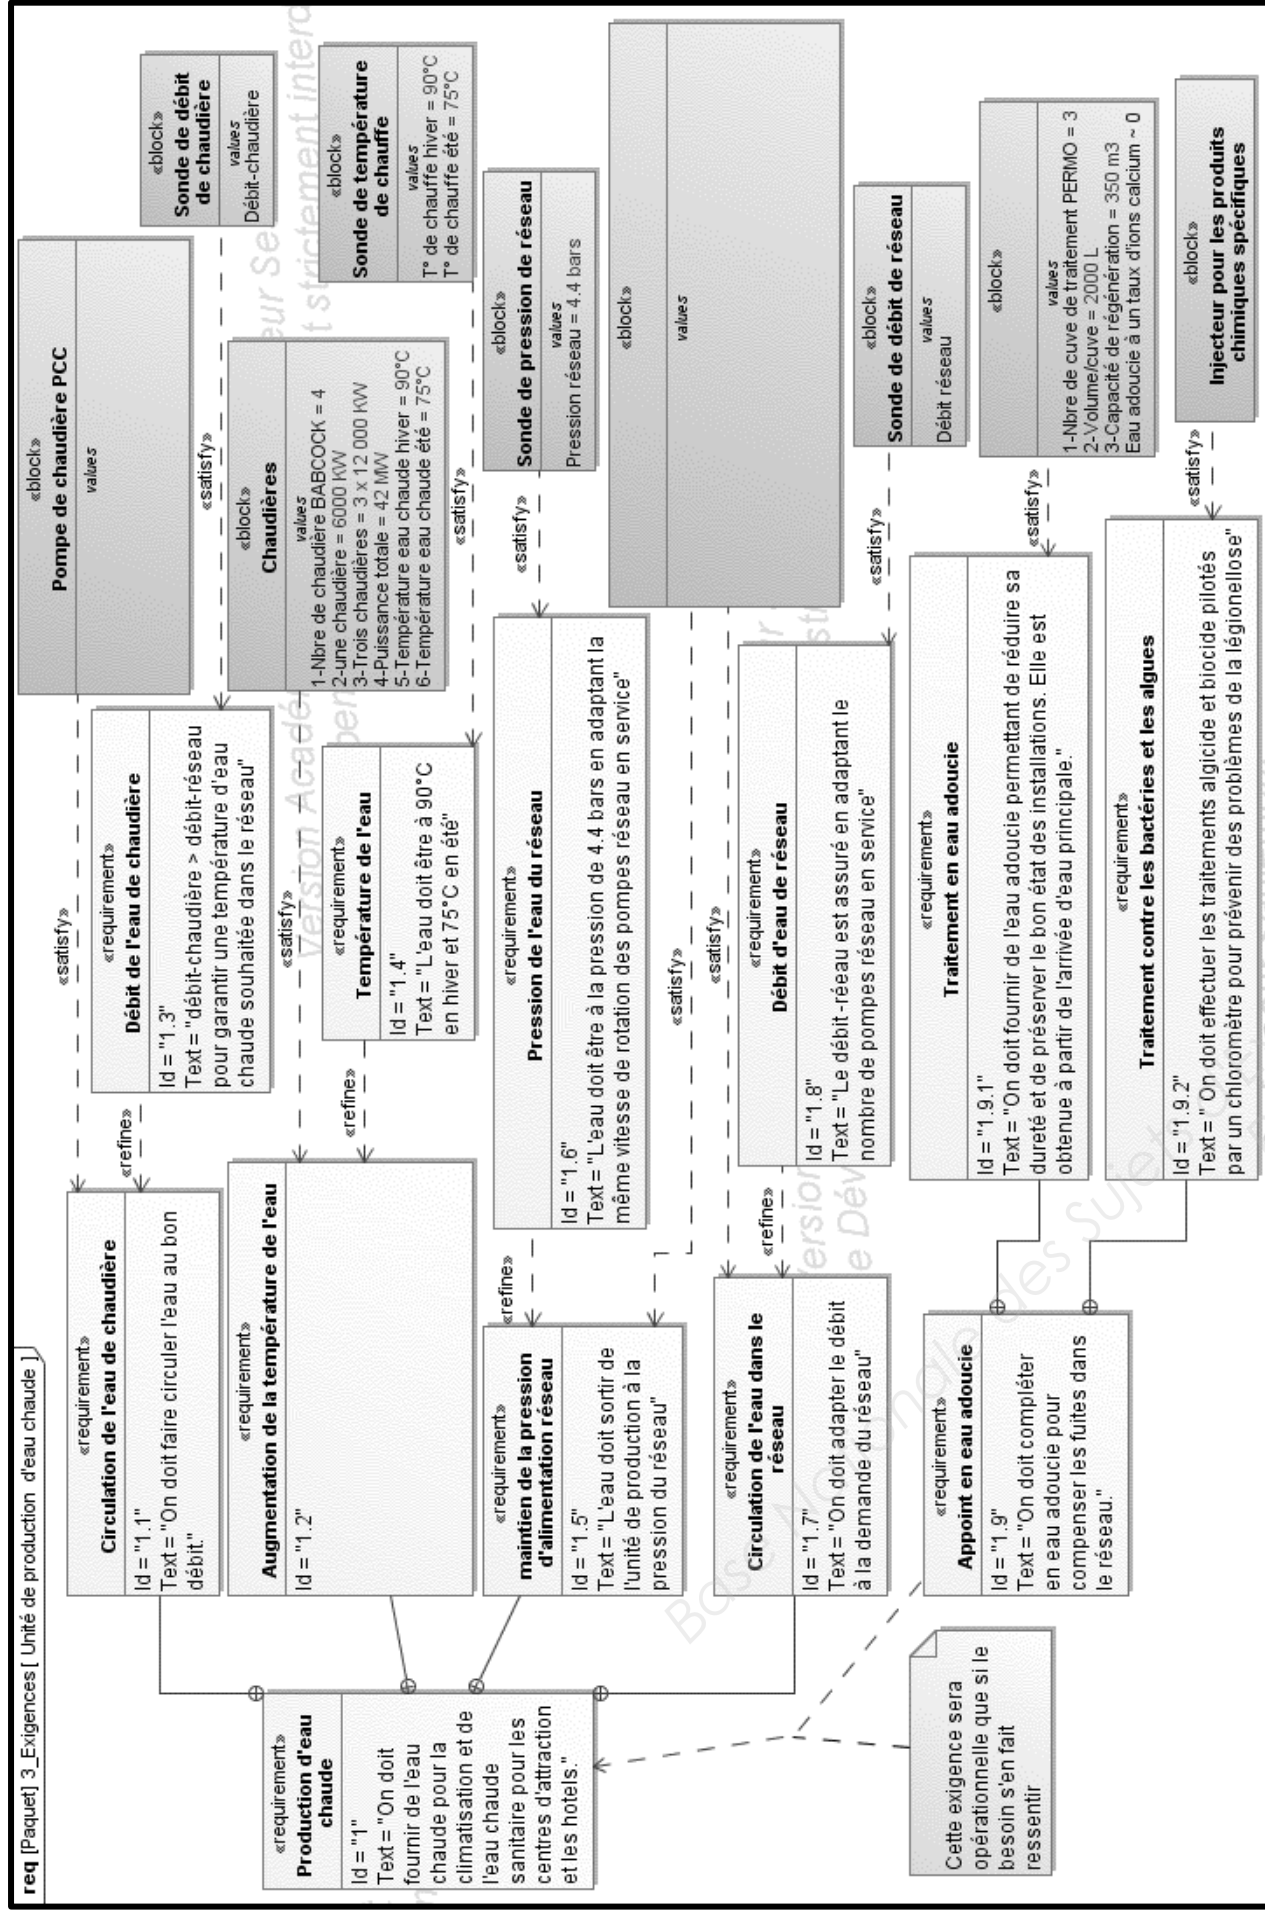 req [Paquet] 3_Exigences [ Unité de production d'eau chaude ]
«requirement»
Production d'eau
chaude
Id = "1"
Text = "On doit
fournir de l'eau
chaude pour la
climatisation et de
l'eau chaude
sanitaire pour les
centres d'attraction
et les hotels."
Cette exigence sera
opérationnelle que si le
besoin s'en fait
ressentir
«requirement»
Circulation de l'eau de chaudière
Id = "1.1"
Text = "On doit faire circuler l'eau au bon
débit."
«requirement»
Augmentation de la température de l'eau
Id = "1.2"
«requirement»
maintien de la pression
d'alimentation réseau
Id = "1.5"
Text = "L'eau doit sortir de
l'unité de production à la
pression du réseau"
«requirement»
Circulation de l'eau dans le
réseau
Id = "1.7"
Text = "On doit adapter le débit
à la demande du réseau"
«requirement»
Appoint en eau adoucie
Id = "1.9"
Text = "On doit compléter
en eau adoucie pour
compenser les fuites dans
le réseau."
«refine»
«refine»
«refine»
«refine»
«requirement»
Débit de l'eau de chaudière
Id = "1.3"
Text = "débit-chaudière > débit-réseau
pour garantir une température d'eau
chaude souhaitée dans le réseau"
«requirement»
Température de l'eau
Id = "1.4"
Text = "L'eau doit être à 90°C
en hiver et 75°C en été"
«requirement»
Pression de l'eau du réseau
Id = "1.6"
Text = "L'eau doit être à la pression de 4.4 bars en adaptant la
même vitesse de rotation des pompes réseau en service"
«requirement»
Débit d'eau de réseau
Id = "1.8"
Text = "Le débit -réeau est assuré en adaptant le
nombre de pompes réseau en service"
«requirement»
Traitement en eau adoucie
Id = "1.9.1"
Text = "On doit fournir de l'eau adoucie permettant de réduire sa
dureté et de préserver le bon état des installations. Elle est
obtenue à partir de l'arrivée d'eau principale."
«requirement»
Traitement contre les bactéries et les algues
Id = "1.9.2"
Text = " On doit effectuer les traitements algicide et biocide pilotés
par un chloromètre pour prévenir des problèmes de la légionellose"
«satisfy»
«satisfy»
«satisfy»
«satisfy»
«satisfy»
«satisfy»
«satisfy»
«satisfy»
«satisfy»
«satisfy»
«block»
Pompe de chaudière PCC
values
«block»
Sonde de débit
de chaudière
values
Débit-chaudière
«block»
Chaudières
values
1-Nbre de chaudière BABCOCK = 4
2-une chaudière = 6000 KW
3-Trois chaudières = 3 x 12 000 KW
4-Puissance totale = 42 MW
5-Température eau chaude hiver = 90°C
6-Température eau chaude été = 75°C
«block»
Sonde de température
de chauffe
values
T° de chauffe hiver = 90°C
T° de chauffe été = 75°C
«block»
Sonde de pression de réseau
values
Pression réseau = 4.4 bars
«block»
values
«block»
Sonde de débit de réseau
values
Débit réseau
«block»
values
1-Nbre de cuve de traitement PERMO = 3
2-Volume/cuve = 2000 L
3-Capacité de régénération = 350 m3
Eau adoucie à un taux d'ions calcium ~ 0
«block»
Injecteur pour les produits
chimiques spécifiques
Base Nationale des Sujets